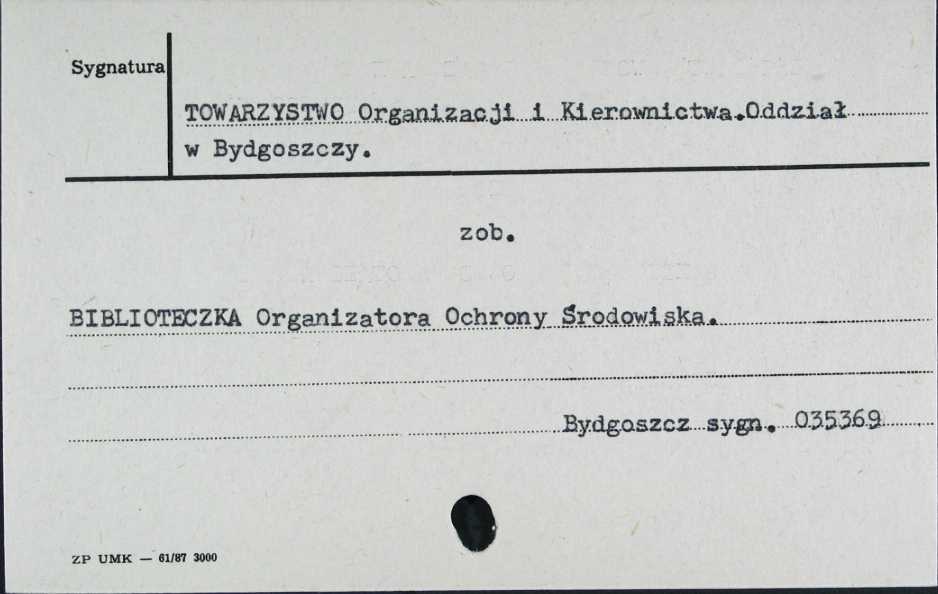 Sygnatura
TOWARZYSTWO Organizacji i Kierownictwa.Oddział
w Bydgoszczy.
zob.
BIBLIOTECZKA Organizatora Ochrony Środowiska.
Bydgoszcz sygn. 035369
ZP UMK — 61/87 3000